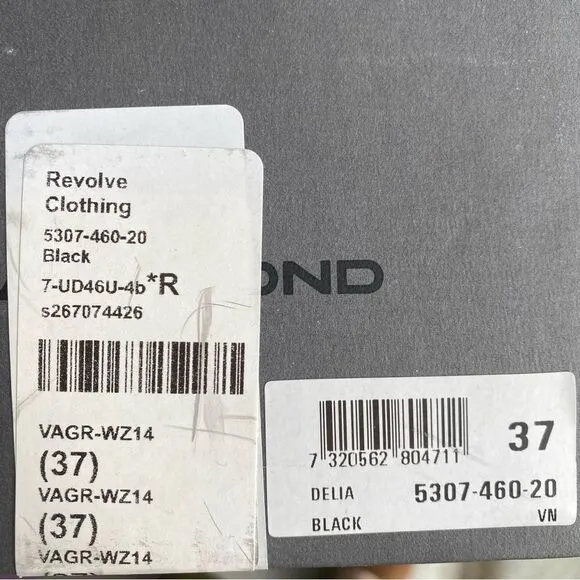 Revolve
Clothing
5307-460-20
Black
7-UD46U-4b*R
s267074426
VAGR-WZ14
(37)
VAGR-WZ14
(37)
VAGR-WZ14
OND
7 320562 804711
37
DELIA 5307-460-20
BLACK VN